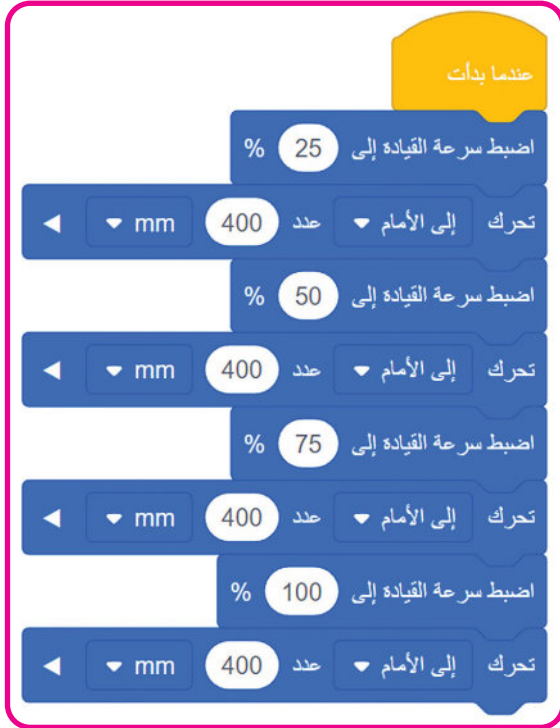 عندما بدأت
اضبط سرعة القيادة إلى 25 %
تحرك إلى الأمام عدد 400 mm
اضبط سرعة القيادة إلى 50 %
تحرك إلى الأمام عدد 400 mm
اضبط سرعة القيادة إلى 75 %
تحرك إلى الأمام عدد 400 mm
اضبط سرعة القيادة إلى 100 %
تحرك إلى الأمام عدد 400 mm